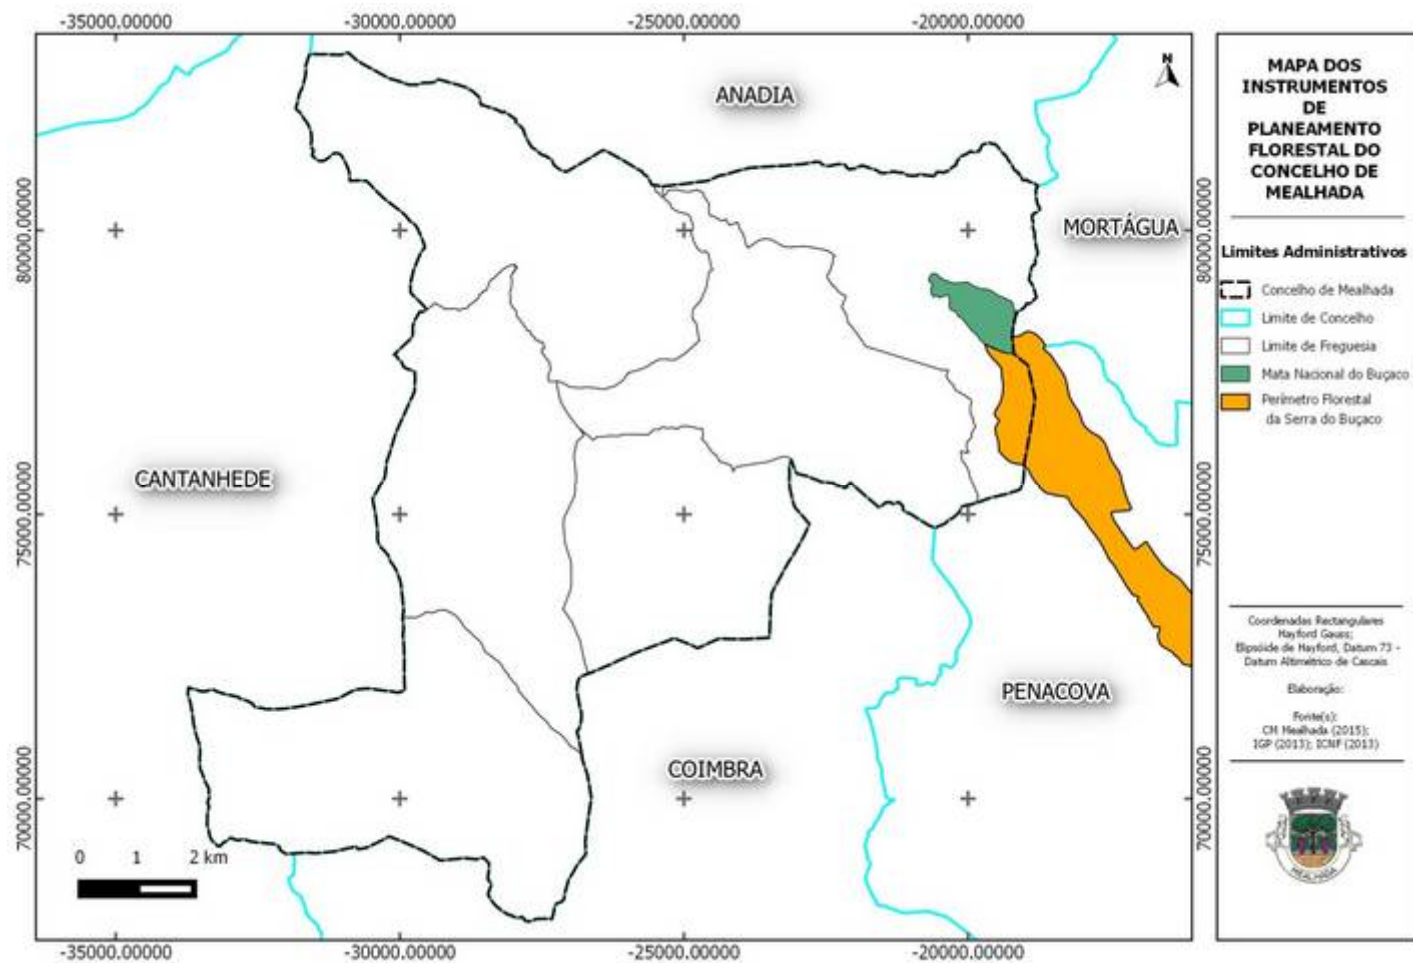 -35000.00000 -30000.00000 -25000.00000 -20000.00000
N
ANADIA
MORTÁGUA
CANTANHEDE
PENACOVA
COIMBRA
80000.00000
75000.00000
70000.00000
80000.00000
75000.00000
70000.00000
0 1 2 km
-35000.00000 -30000.00000 -25000.00000 -20000.00000
MAPA DOS
INSTRUMENTOS
DE
PLANEAMENTO
FLORESTAL DO
CONCELHO DE
MEALHADA
Limites Administrativos
Concelho de Mealhada
Limite de Concelho
Limite de Freguesia
Mata Nacional do Buçaco
Perímetro Florestal
da Serra do Buçaco
Coordenadas Rectangulares
Hayford Gauss;
Elipsóide de Hayford, Datum 73 -
Datum Altimétrico de Cascais
Elaboração:
Fonte(s):
CM Mealhada (2015);
IGP (2013); ICNF (2013)
MEALHADA